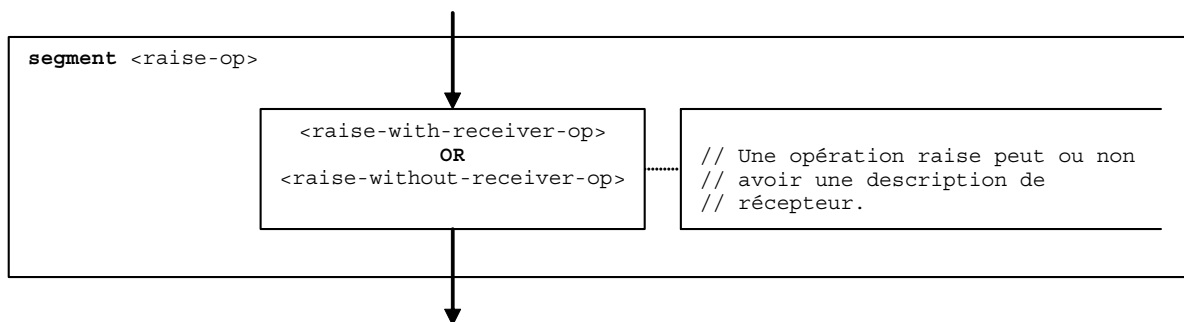 segment <raise-op>
<raise-with-receiver-op>
OR
<raise-without-receiver-op>
// Une opération raise peut ou non
// avoir une description de
// récepteur.